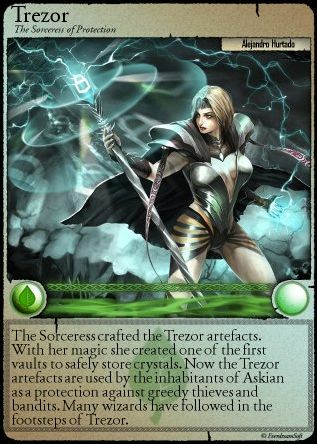 Trezor
The Sorceress of Protection
Alejandro Hurtado
The Sorceress crafted the Trezor artefacts.
With her magic she created one of the first
vaults to safely store crystals. Now the Trezor
artefacts are used by the inhabitants of Askian
as a protection against greedy thieves and
bandits. Many wizards have followed in the
footsteps of Trezor.
© EverdreamSoft